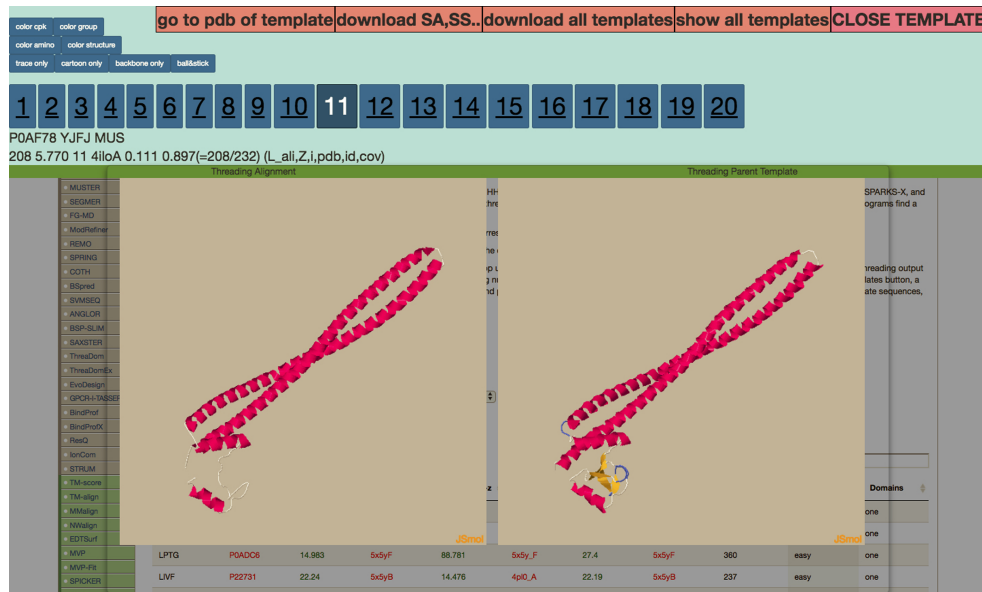 go to pdb of template download SA,SS.. download all templates show all templates CLOSE TEMPLATE
color cpk color group
color amino color structure
trace only cartoon only backbone only ball&stick
1 2 3 4 5 6 7 8 9 10 11 12 13 14 15 16 17 18 19 20
P0AF78 YJFJ MUS
208 5.770 11 4iloA 0.111 0.897(=208/232) (L_ali,Z,i,pdb,id,cov)
Threading Alignment Threading Parent Template
MUSTER
SEGMER
FG-MD
ModRefiner
REMO
SPRING
COTH
BSpred
SVMSEQ
ANGLOR
BSP-SLIM
SAXSTER
ThreaDom
ThreaDomEx
EvoDesign
GPCR-I-TASSER
BindProf
BindProfX
ResQ
IonCom
STRUM
TM-score
TM-align
MMalign
NWalign
EDTSurf
MVP
MVP-Fit
SPICKER
SPARKS-X, and
ograms find a
hreading output
lates button, a
ate sequences,
JSmol JSmol
Domains
one
one
LPTG P0ADC6 14.983 5x5yF 88.781 5x5y_F 27.4 5x5yF 360 easy one
LIVF P22731 22.24 5x5yB 14.476 4pl0_A 22.19 5x5yB 237 easy one